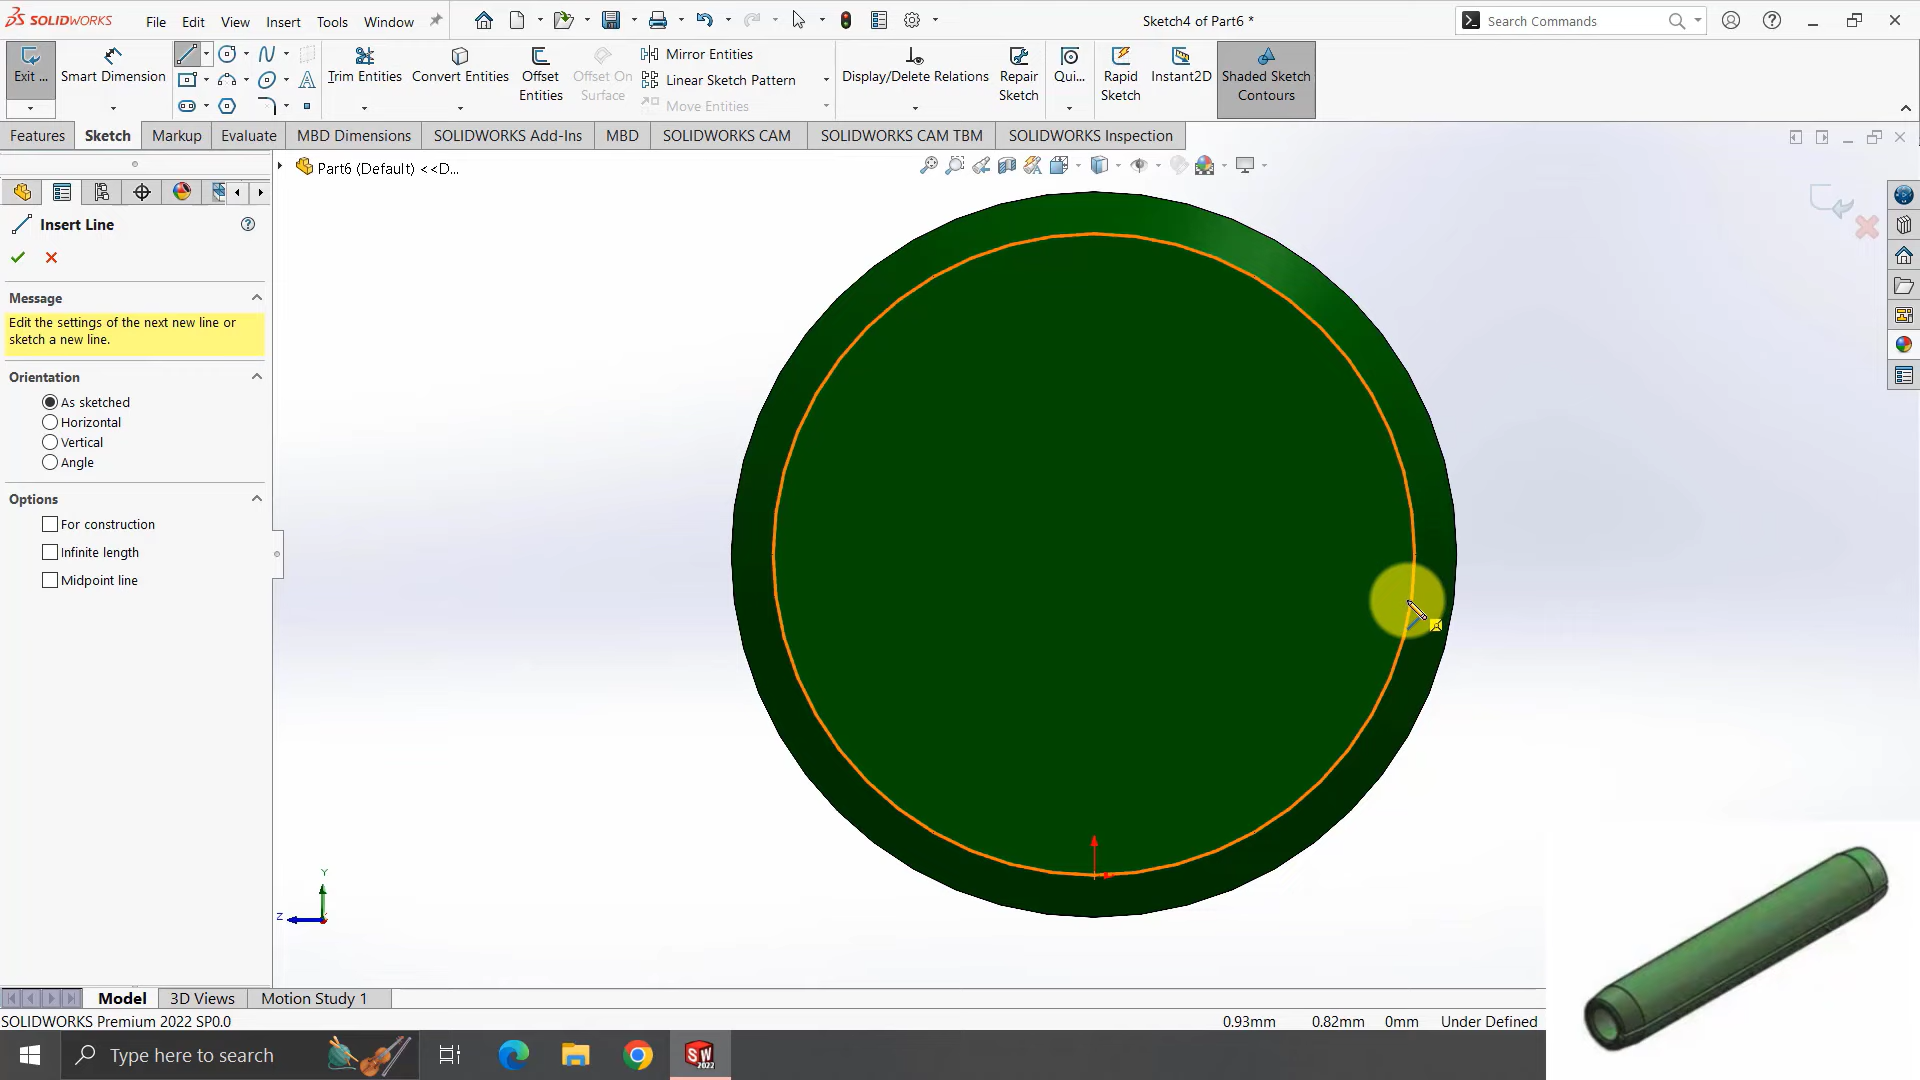 SOLIDWORKS File Edit View Insert Tools Window Sketch4 of Part6 * Search Commands
Exit ... Smart Dimension Trim Entities Convert Entities Offset Entities Offset On Surface Mirror Entities Linear Sketch Pattern Move Entities Display/Delete Relations Repair Sketch Qui... Rapid Sketch Instant2D Shaded Sketch Contours
Features Sketch Markup Evaluate MBD Dimensions SOLIDWORKS Add-Ins MBD SOLIDWORKS CAM SOLIDWORKS CAM TBM SOLIDWORKS Inspection
Part6 (Default) <<D...
Insert Line
Message
Edit the settings of the next new line or
sketch a new line.
Orientation
As sketched
Horizontal
Vertical
Angle
Options
For construction
Infinite length
Midpoint line
Y
Z
Model 3D Views Motion Study 1
SOLIDWORKS Premium 2022 SP0.0 0.93mm 0.82mm 0mm Under Defined
Type here to search SW 2022